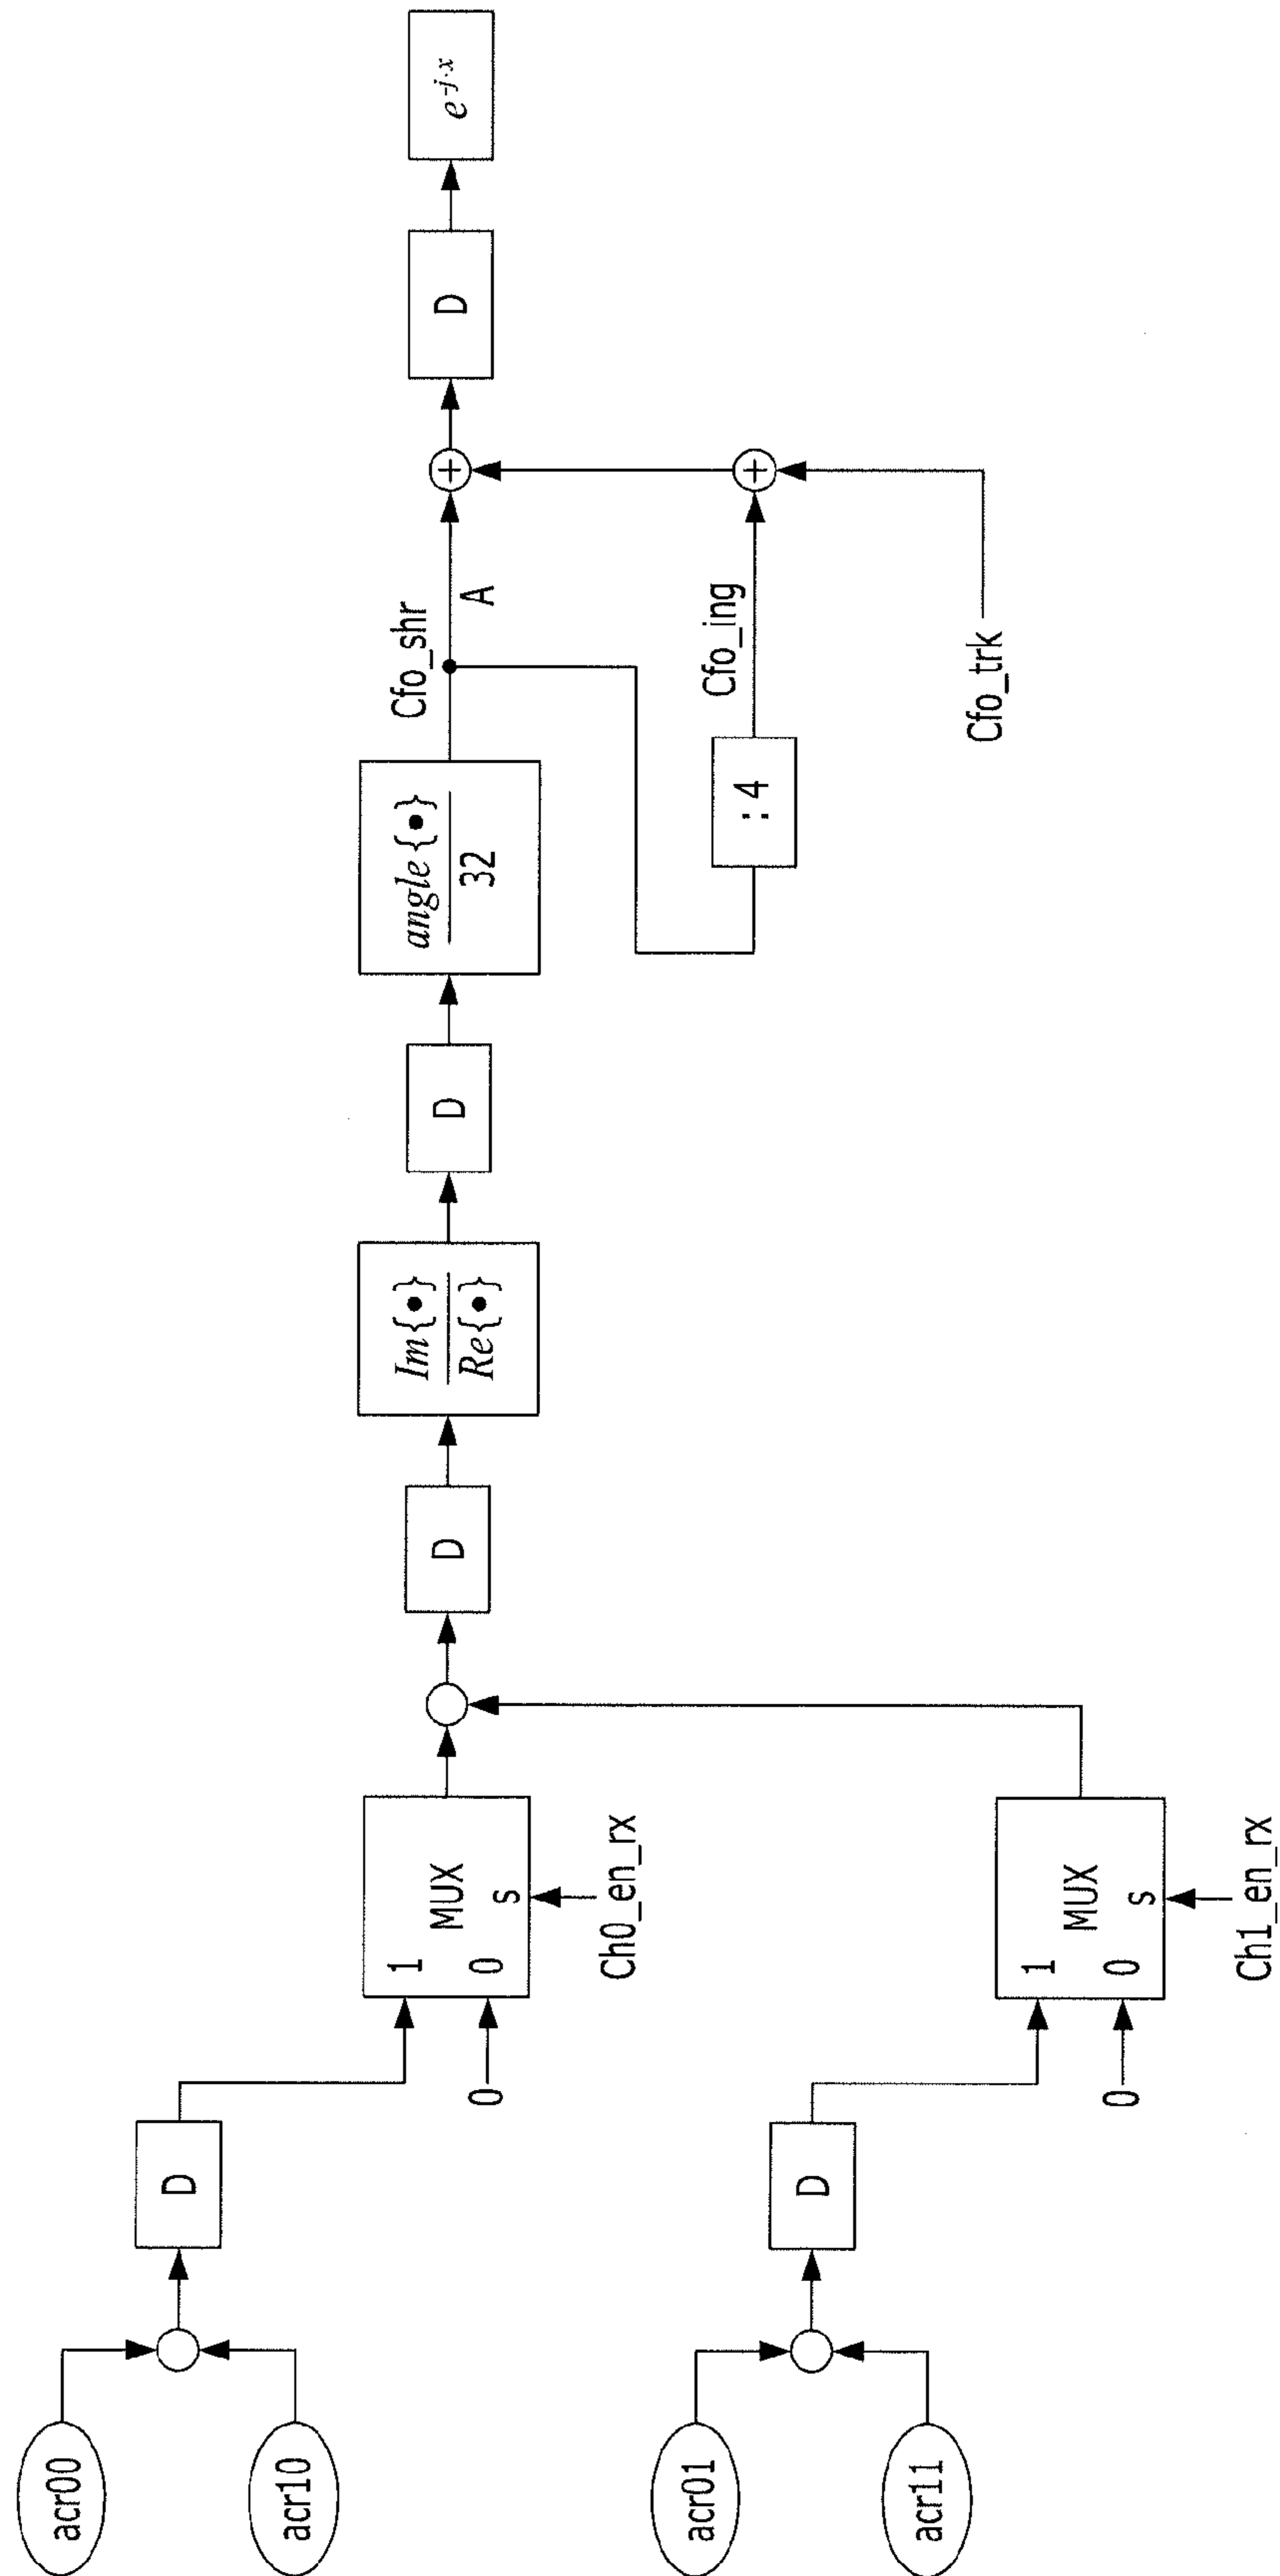 acr00
acr10
D
1
MUX
0
s
0
Ch0_en_rx
acr01
acr11
D
1
MUX
0
s
0
Ch1_en_rx
D
Im{•}
Re{•}
D
angle{•}
32
Cfo_shr
A
:4
Cfo_ing
Cfo_trk
+
+
D
e^-j·x